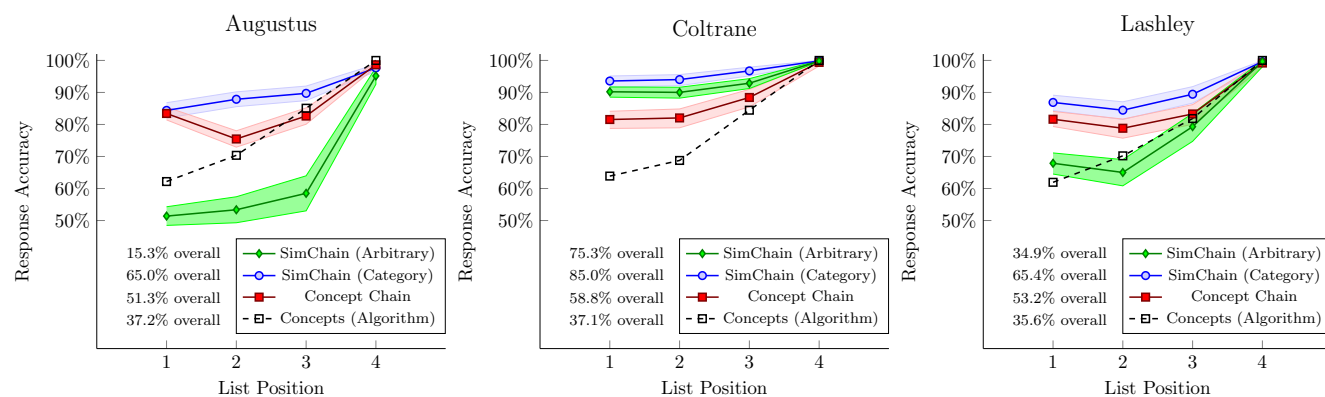 Augustus
100%
90%
80%
70%
60%
50%
Response Accuracy
15.3% overall
65.0% overall
51.3% overall
37.2% overall
SimChain (Arbitrary)
SimChain (Category)
Concept Chain
Concepts (Algorithm)
1 2 3 4
List Position
Coltrane
100%
90%
80%
70%
60%
50%
Response Accuracy
75.3% overall
85.0% overall
58.8% overall
37.1% overall
SimChain (Arbitrary)
SimChain (Category)
Concept Chain
Concepts (Algorithm)
1 2 3 4
List Position
Lashley
100%
90%
80%
70%
60%
50%
Response Accuracy
34.9% overall
65.4% overall
53.2% overall
35.6% overall
SimChain (Arbitrary)
SimChain (Category)
Concept Chain
Concepts (Algorithm)
1 2 3 4
List Position